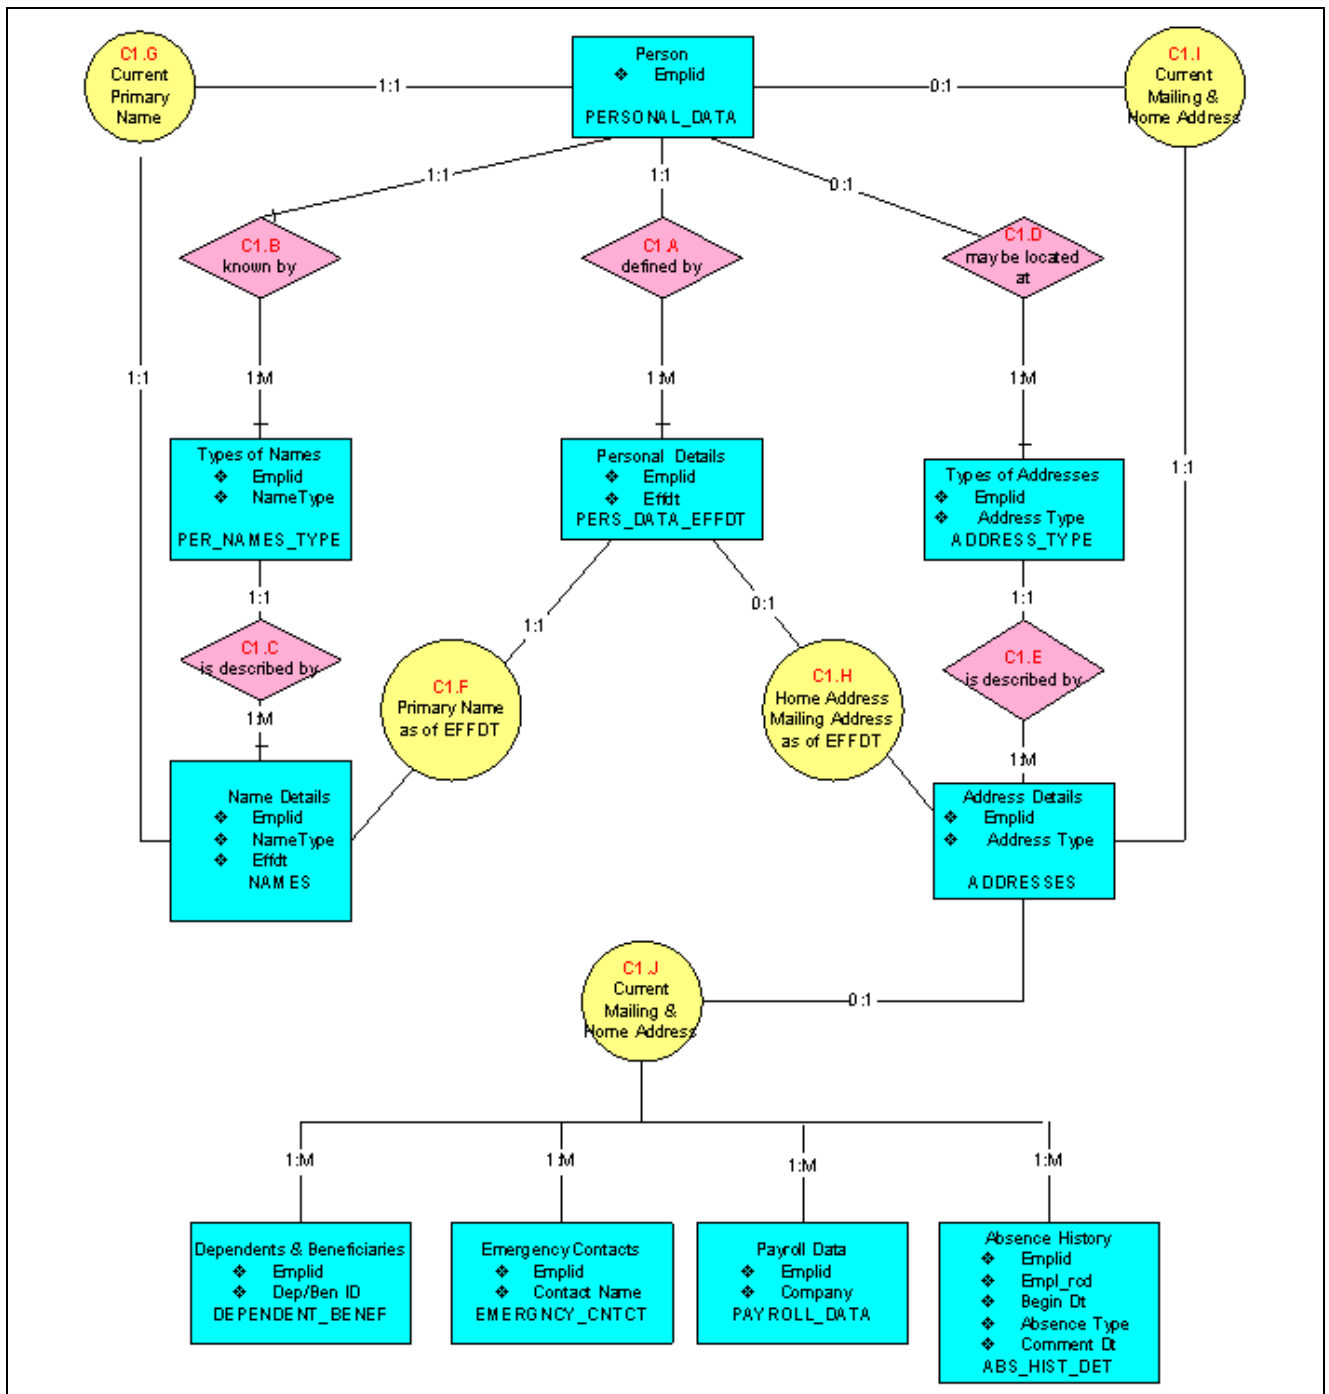 C1.G
Current
Primary
Name
1:1
Person
❖ Emplid
PERSONAL_DATA
0:1
C1.I
Current
Mailing &
Home Address
1:1
1:1
0:1
C1.B
known by
C1.A
defined by
C1.D
may be located
at
1:1
1:M
1:M
1:M
1:1
Types of Names
❖ Emplid
❖ NameType
PER_NAMES_TYPE
Personal Details
❖ Emplid
❖ Effdt
PERS_DATA_EFFDT
Types of Addresses
❖ Emplid
❖ Address Type
ADDRESS_TYPE
1:1
1:1
0:1
1:1
C1.C
is described by
C1.F
Primary Name
as of EFFDT
C1.H
Home Address
Mailing Address
as of EFFDT
C1.E
is described by
1:M
1:M
Name Details
❖ Emplid
❖ NameType
❖ Effdt
NAMES
Address Details
❖ Emplid
❖ Address Type
ADDRESSES
C1.J
Current
Mailing &
Home Address
0:1
1:M
1:M
1:M
1:M
Dependents & Beneficiaries
❖ Emplid
❖ Dep/Ben ID
DEPENDENT_BENEF
Emergency Contacts
❖ Emplid
❖ Contact Name
EMERGNCY_CNTCT
Payroll Data
❖ Emplid
❖ Company
PAYROLL_DATA
Absence History
❖ Emplid
❖ Empl_rcd
❖ Begin Dt
❖ Absence Type
❖ Comment Dt
ABS_HIST_DET